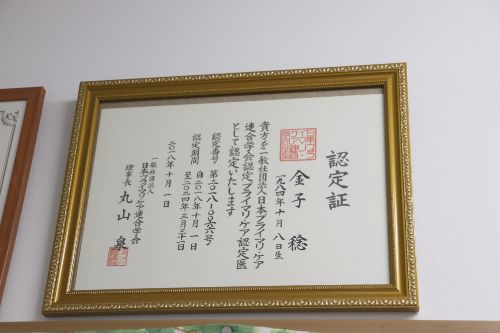 認定証
金子 稔
一九八四年十月 八日生
貴方を一般社団法人日本プライマリ・ケア
連合学会認定「プライマリ・ケア認定医」
として認定いたします
認定番号 第二〇一八-〇七六号
認定期間 自二〇一八年十月 一日
至二〇二四年三月三十一日
二〇一八年十月 一日
一般社団法人
日本プライマリ・ケア連合学会
理事長 丸山 泉